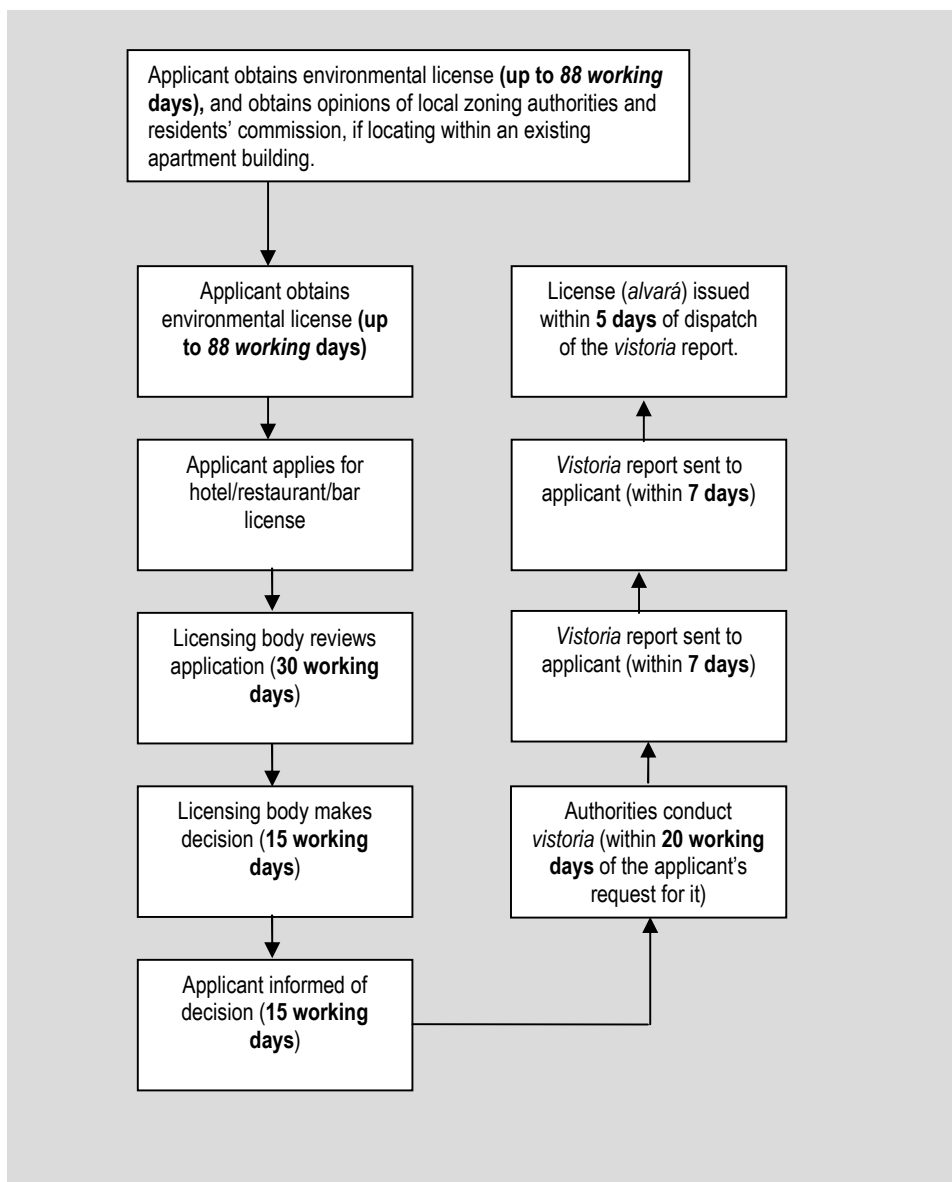 Applicant obtains environmental license (up to 88 working
days), and obtains opinions of local zoning authorities and
residents’ commission, if locating within an existing
apartment building.
Applicant obtains
environmental license (up
to 88 working days)
Applicant applies for
hotel/restaurant/bar
license
Licensing body reviews
application (30 working
days)
Licensing body makes
decision (15 working
days)
Applicant informed of
decision (15 working
days)
Authorities conduct
vistoria (within 20 working
days of the applicant’s
request for it)
Vistoria report sent to
applicant (within 7 days)
Vistoria report sent to
applicant (within 7 days)
License (alvará) issued
within 5 days of dispatch
of the vistoria report.